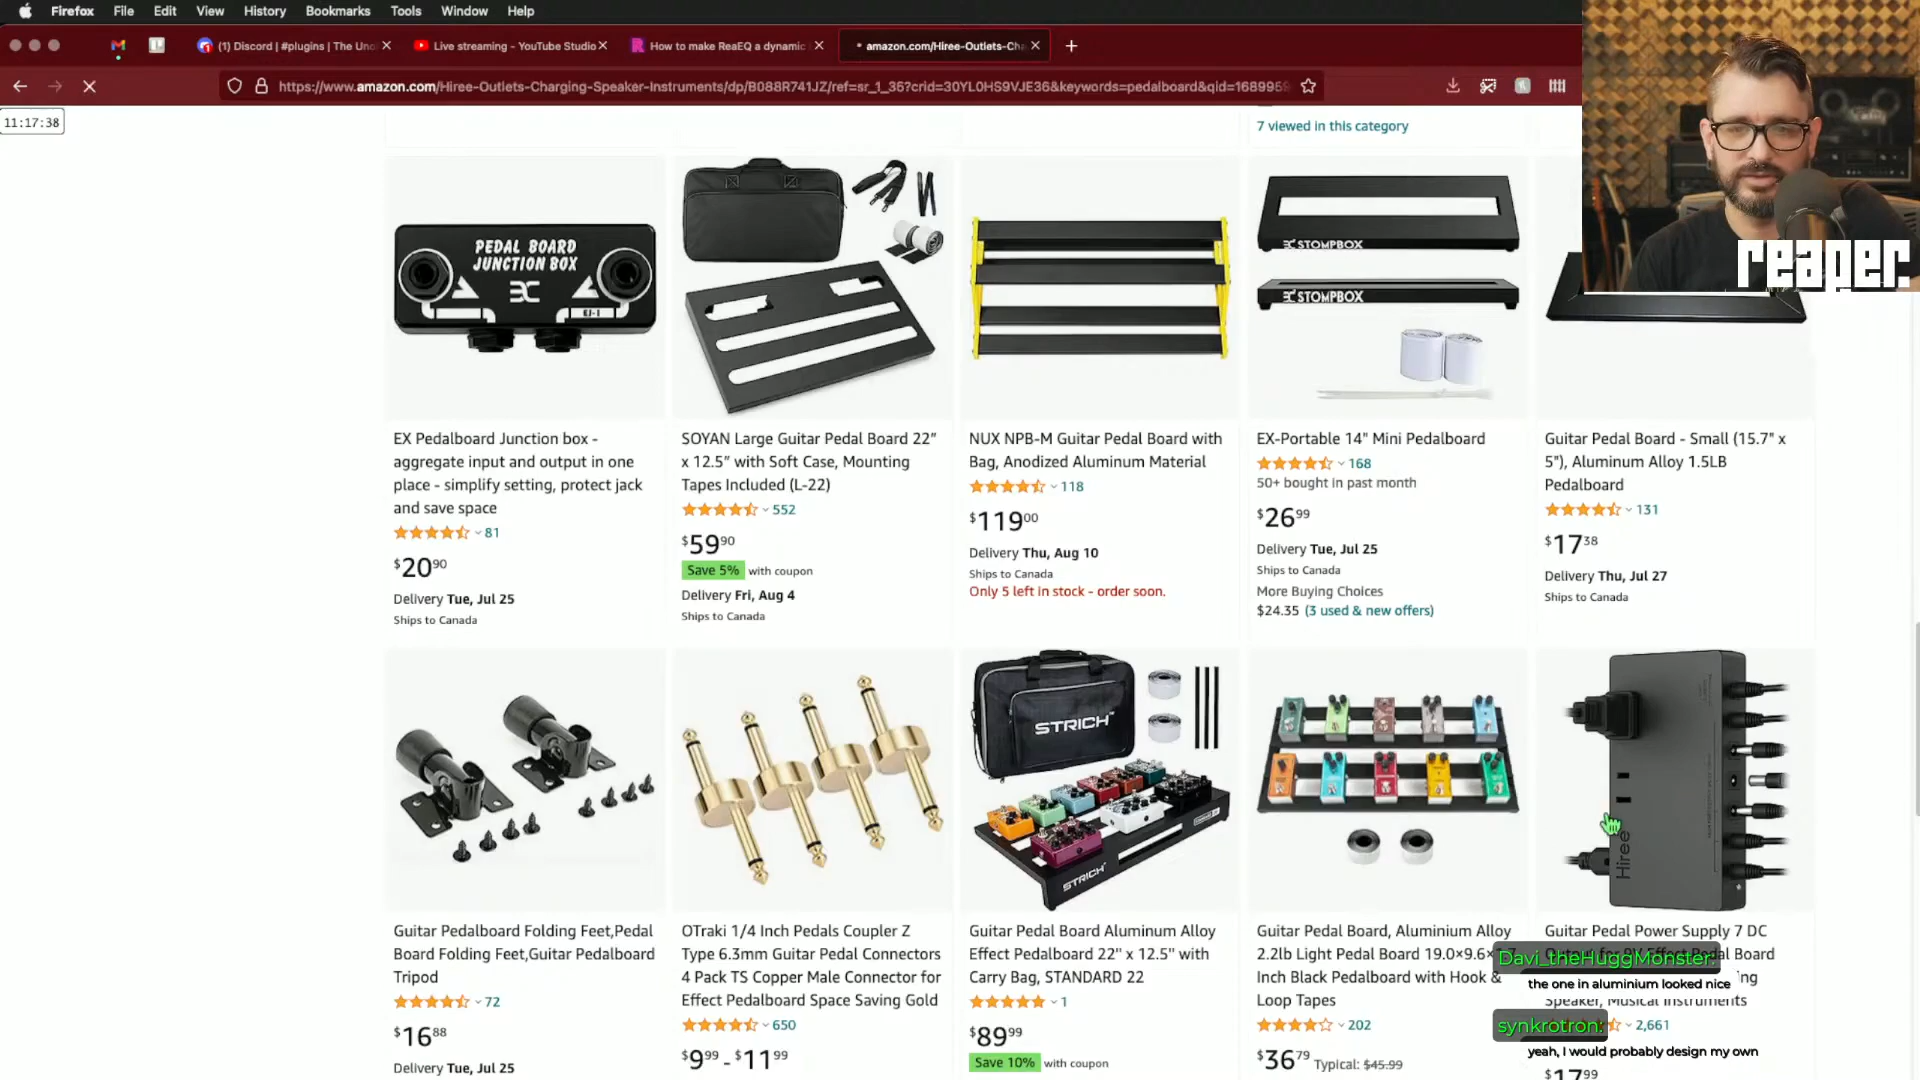 Firefox File Edit View History Bookmarks Tools Window Help
(1) Discord | #plugins | The Uno
Live streaming - YouTube Studio
How to make ReaEQ a dynamic
amazon.com/Hiree-Outlets-Cha
https://www.amazon.com/Hiree-Outlets-Charging-Speaker-Instruments/dp/B088R741JZ/ref=sr_1_36?crid=30YL0HS9VJE36&keywords=pedalboard&qid=1689959
11:17:38
7 viewed in this category
reaper.
PEDAL BOARD
JUNCTION BOX
EJ-1
STOMPBOX
STOMPBOX
EX Pedalboard Junction box -
aggregate input and output in one
place - simplify setting, protect jack
and save space
81
$20.90
Delivery Tue, Jul 25
Ships to Canada
SOYAN Large Guitar Pedal Board 22”
x 12.5” with Soft Case, Mounting
Tapes Included (L-22)
552
$59.90
Save 5% with coupon
Delivery Fri, Aug 4
Ships to Canada
NUX NPB-M Guitar Pedal Board with
Bag, Anodized Aluminum Material
118
$119.00
Delivery Thu, Aug 10
Ships to Canada
Only 5 left in stock - order soon.
EX-Portable 14" Mini Pedalboard
168
50+ bought in past month
$26.99
Delivery Tue, Jul 25
Ships to Canada
More Buying Choices
$24.35 (3 used & new offers)
Guitar Pedal Board - Small (15.7" x
5"), Aluminum Alloy 1.5LB
Pedalboard
131
$17.38
Delivery Thu, Jul 27
Ships to Canada
STRICH
STRICH
Hiree
Guitar Pedalboard Folding Feet,Pedal
Board Folding Feet,Guitar Pedalboard
Tripod
72
$16.88
Delivery Tue, Jul 25
OTraki 1/4 Inch Pedals Coupler Z
Type 6.3mm Guitar Pedal Connectors
4 Pack TS Copper Male Connector for
Effect Pedalboard Space Saving Gold
650
$9.99 - $11.99
Guitar Pedal Board Aluminum Alloy
Effect Pedalboard 22'' x 12.5'' with
Carry Bag, STANDARD 22
1
$89.99
Save 10% with coupon
Guitar Pedal Board, Aluminium Alloy
2.2lb Light Pedal Board 19.0×9.6×
Inch Black Pedalboard with Hook &
Loop Tapes
202
$36.79 Typical: $45.99
Guitar Pedal Power Supply 7 DC
Board
Speaker, Musical Instruments
2,661
$17.99
Davi_theHuggMonster:
the one in aluminium looked nice
synkrotron:
yeah, I would probably design my own